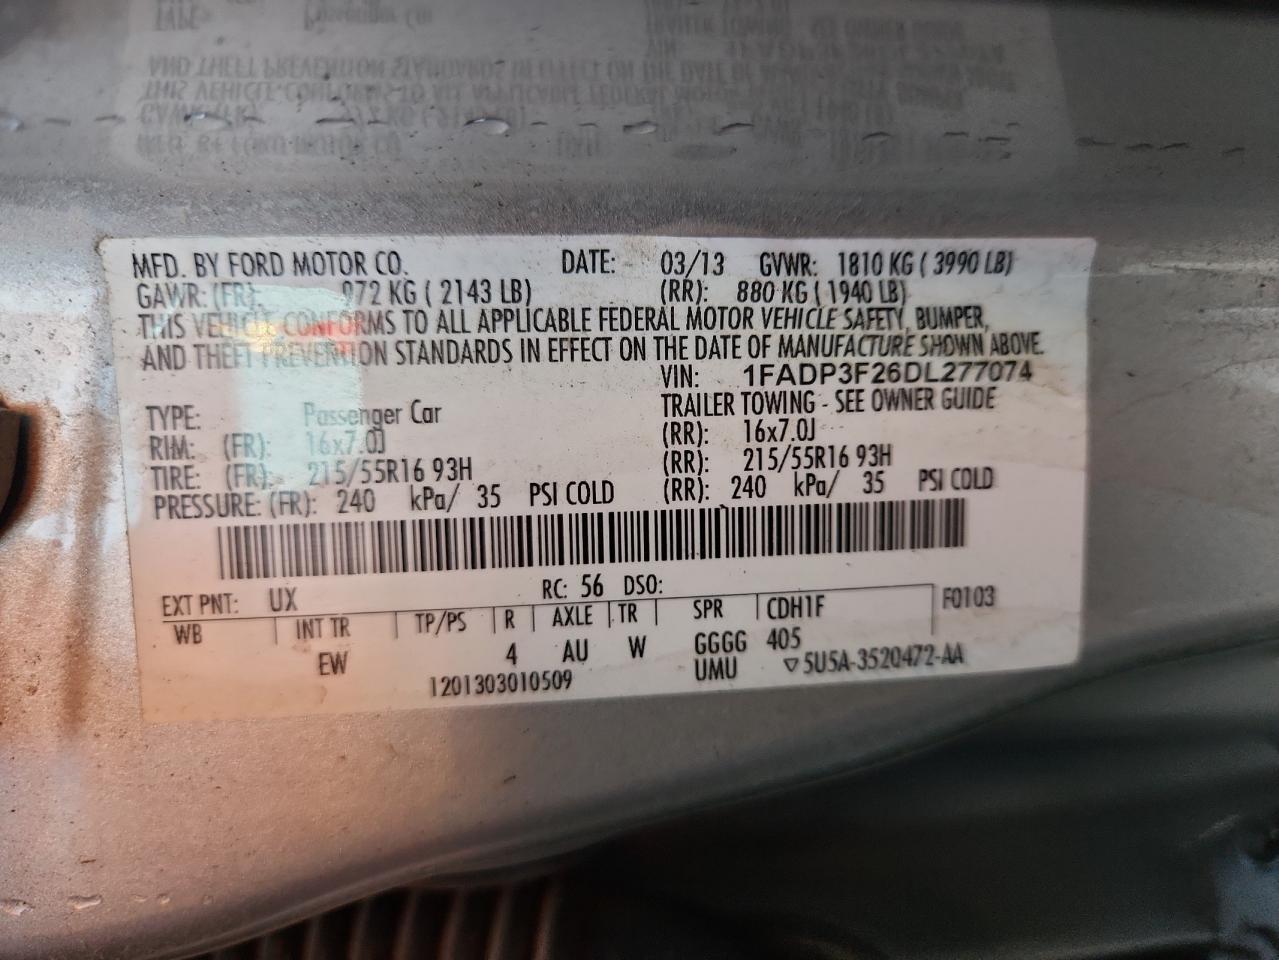 MFD. BY FORD MOTOR CO. DATE: 03/13 GVWR: 1810 KG ( 3990 LB)
GAWR: (FR): 972 KG ( 2143 LB) (RR): 880 KG ( 1940 LB)
THIS VEHICLE CONFORMS TO ALL APPLICABLE FEDERAL MOTOR VEHICLE SAFETY, BUMPER,
AND THEFT PREVENTION STANDARDS IN EFFECT ON THE DATE OF MANUFACTURE SHOWN ABOVE.
VIN: 1FADP3F26DL277074
TYPE: Passenger Car TRAILER TOWING - SEE OWNER GUIDE
RIM: (FR): 16x7.0J (RR): 16x7.0J
TIRE: (FR): 215/55R16 93H (RR): 215/55R16 93H
PRESSURE: (FR): 240 kPa/ 35 PSI COLD (RR): 240 kPa/ 35 PSI COLD
EXT PNT: UX RC: 56 DSO: F0103
WB INT TR TP/PS R AXLE TR SPR CDH1F
EW 4 AU W GGGG 405
1201303010509 UMU ▽5U5A-3520472-AA